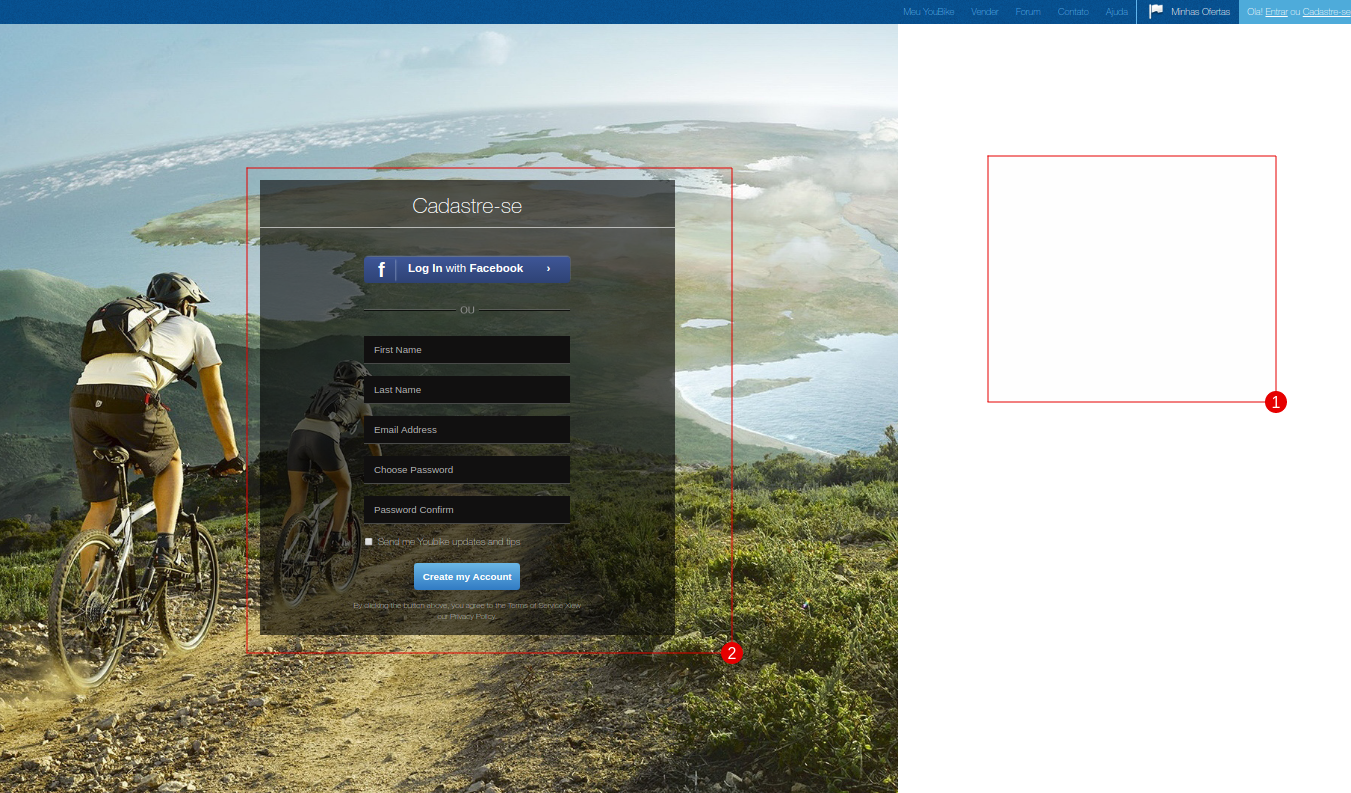 Meu YouBike Vender Forum Contato Ajuda Minhas Ofertas Ola! Entrar ou Cadastre-se
Cadastre-se
f Log In with Facebook ›
OU
First Name
Last Name
Email Address
Choose Password
Password Confirm
Send me Youbike updates and tips
Create my Account
By clicking the button above, you agree to the Terms of Service View
our Privacy Policy.
1
2